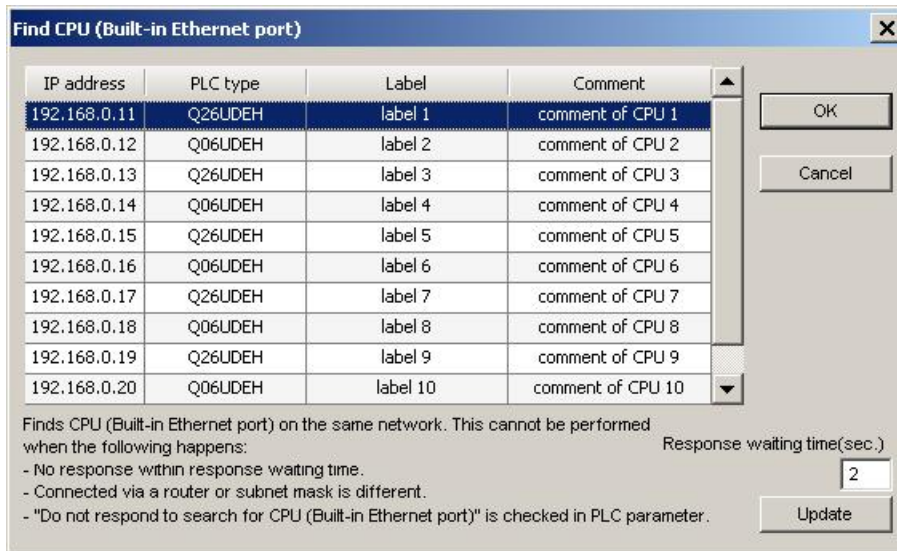 Find CPU (Built-in Ethernet port)
IP address PLC type Label Comment
192.168.0.11 Q26UDEH label 1 comment of CPU 1
192.168.0.12 Q06UDEH label 2 comment of CPU 2
192.168.0.13 Q26UDEH label 3 comment of CPU 3
192.168.0.14 Q06UDEH label 4 comment of CPU 4
192.168.0.15 Q26UDEH label 5 comment of CPU 5
192.168.0.16 Q06UDEH label 6 comment of CPU 6
192.168.0.17 Q26UDEH label 7 comment of CPU 7
192.168.0.18 Q06UDEH label 8 comment of CPU 8
192.168.0.19 Q26UDEH label 9 comment of CPU 9
192.168.0.20 Q06UDEH label 10 comment of CPU 10
OK
Cancel
Finds CPU (Built-in Ethernet port) on the same network. This cannot be performed
when the following happens:
- No response within response waiting time.
- Connected via a router or subnet mask is different.
- "Do not respond to search for CPU (Built-in Ethernet port)" is checked in PLC parameter.
Response waiting time(sec.)
2
Update